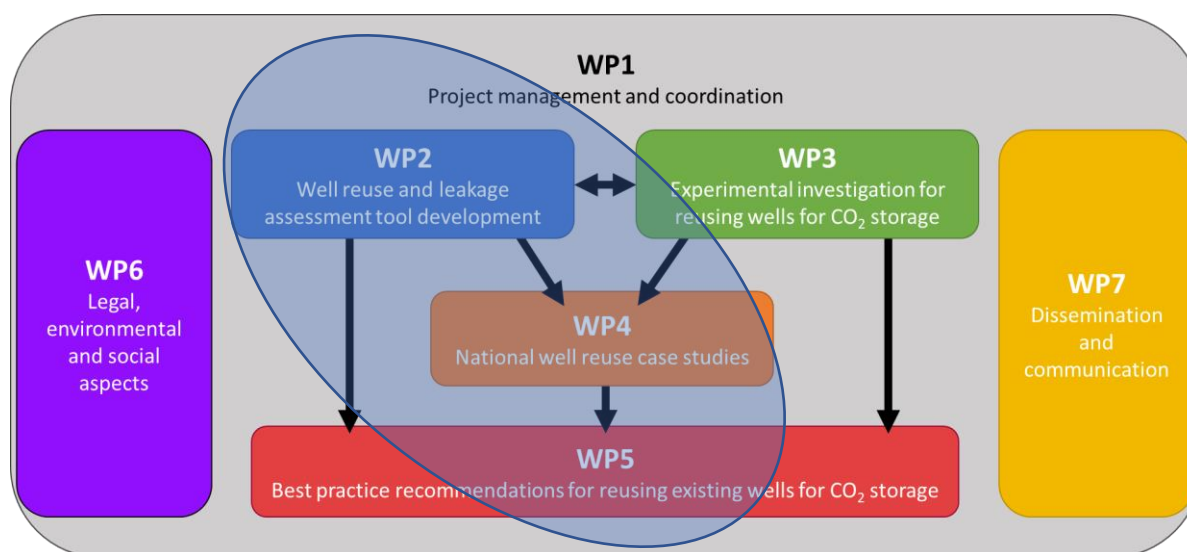 WP1
Project management and coordination
WP2
Well reuse and leakage
assessment tool development
WP3
Experimental investigation for
reusing wells for CO₂ storage
WP6
Legal,
environmental
and social
aspects
WP4
National well reuse case studies
WP7
Dissemination
and
communication
WP5
Best practice recommendations for reusing existing wells for CO₂ storage